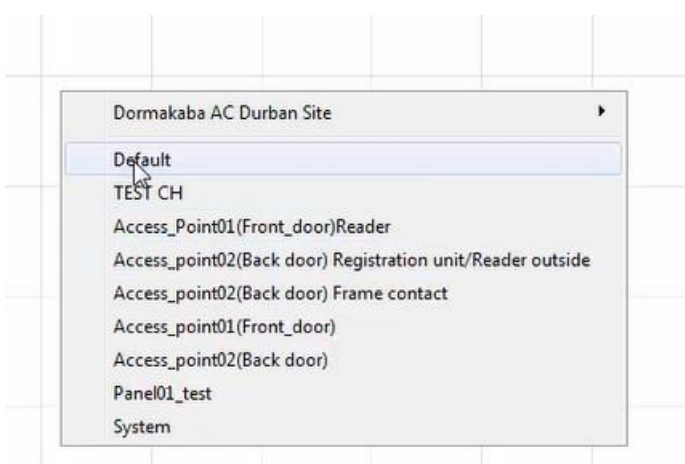 Dormakaba AC Durban Site
Default
TEST CH
Access_Point01(Front_door)Reader
Access_point02(Back door) Registration unit/Reader outside
Access_point02(Back door) Frame contact
Access_point01(Front_door)
Access_point02(Back door)
Panel01_test
System